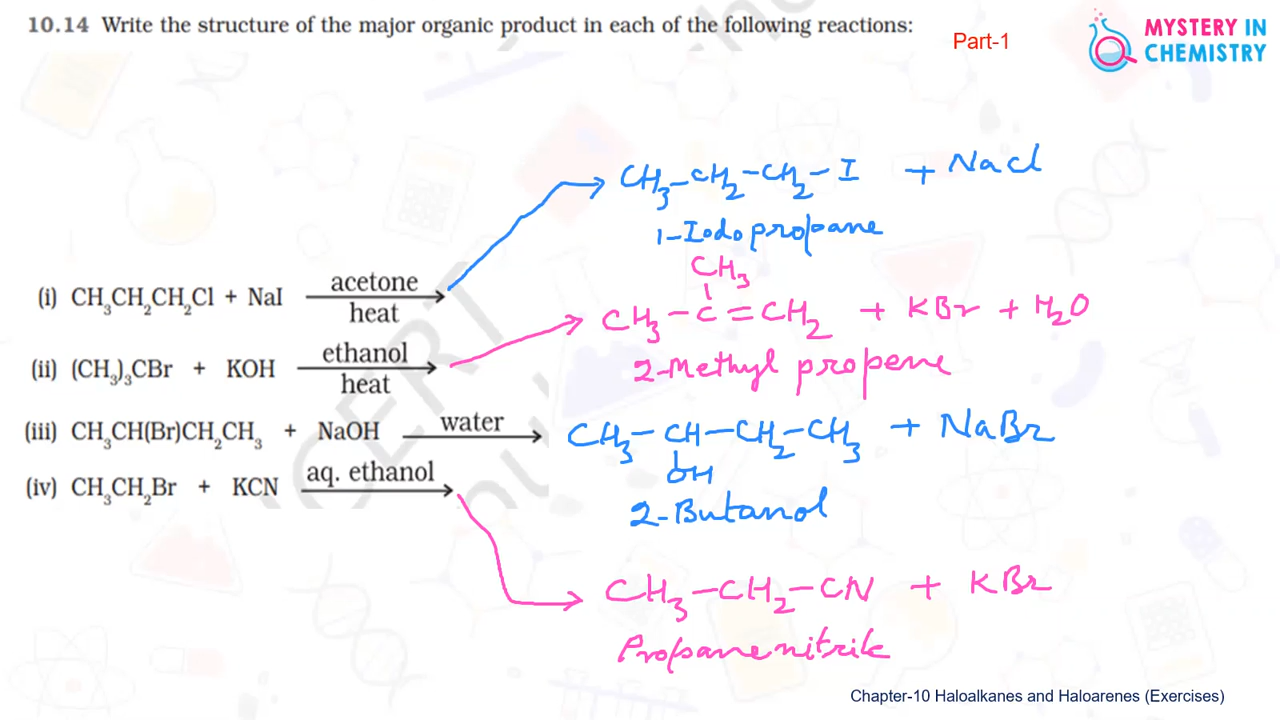 10.14 Write the structure of the major organic product in each of the following reactions:
Part-1
MYSTERY IN
CHEMISTRY
CH₃-CH₂-CH₂-I + NaCl
1-Iodopropane
(i) CH₃CH₂CH₂Cl + NaI acetone
heat
CH₃
CH₃-C=CH₂ + KBr + H₂O
2-Methyl propene
(ii) (CH₃)₃CBr + KOH ethanol
heat
(iii) CH₃CH(Br)CH₂CH₃ + NaOH water
CH₃-CH-CH₂-CH₃ + NaBr
OH
2-Butanol
(iv) CH₃CH₂Br + KCN aq. ethanol
CH₃-CH₂-CN + KBr
Propanenitrile
Chapter-10 Haloalkanes and Haloarenes (Exercises)